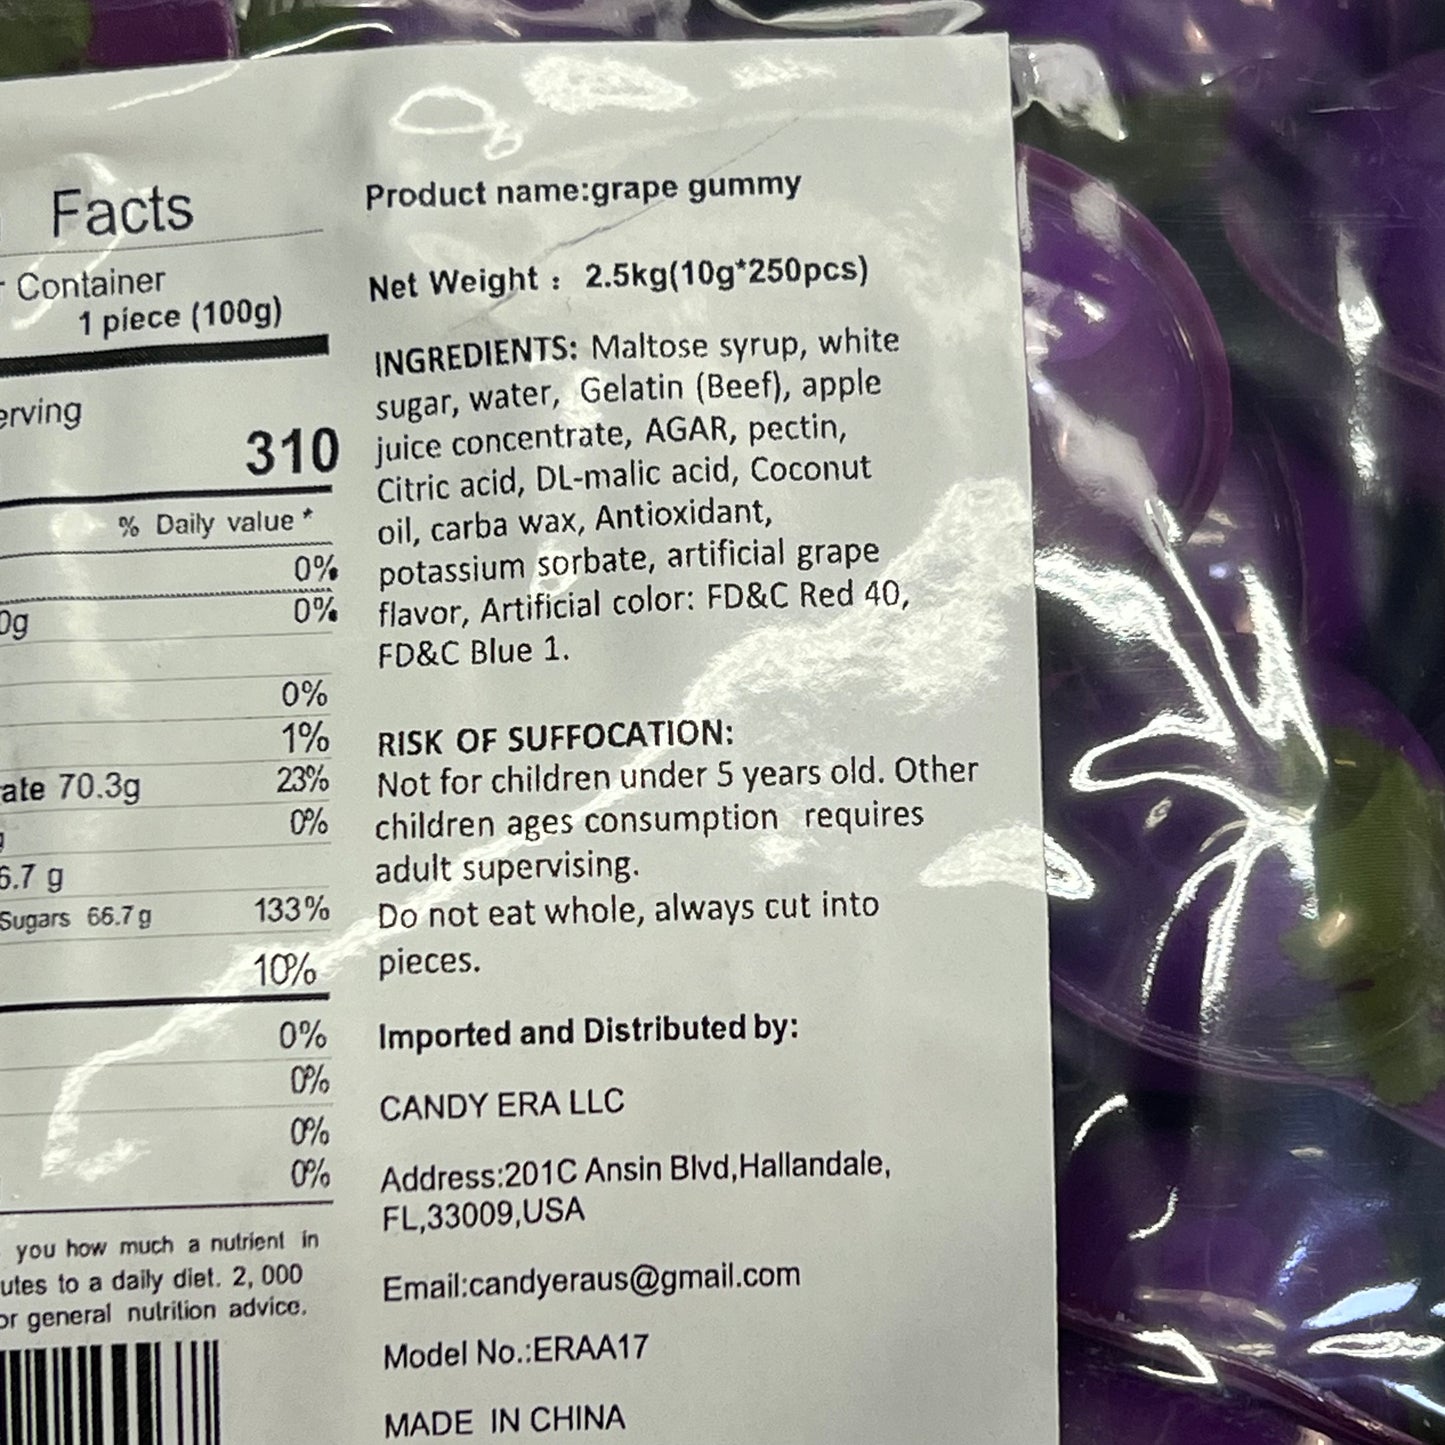 Facts
Container
1 piece (100g)
310
% Daily value *
0%
0g 0%
0%
1%
70.3g 23%
0%
6.7 g
Sugars 66.7 g 133%
10%
0%
0%
0%
0%
you how much a nutrient in
to a daily diet. 2, 000
general nutrition advice.
Product name:grape gummy
Net Weight : 2.5kg(10g*250pcs)
INGREDIENTS: Maltose syrup, white
sugar, water, Gelatin (Beef), apple
juice concentrate, AGAR, pectin,
Citric acid, DL-malic acid, Coconut
oil, carba wax, Antioxidant,
potassium sorbate, artificial grape
flavor, Artificial color: FD&C Red 40,
FD&C Blue 1.
RISK OF SUFFOCATION:
Not for children under 5 years old. Other
children ages consumption requires
adult supervising.
Do not eat whole, always cut into
pieces.
Imported and Distributed by:
CANDY ERA LLC
Address:201C Ansin Blvd,Hallandale,
FL,33009,USA
Email:candyeraus@gmail.com
Model No.:ERAA17
MADE IN CHINA